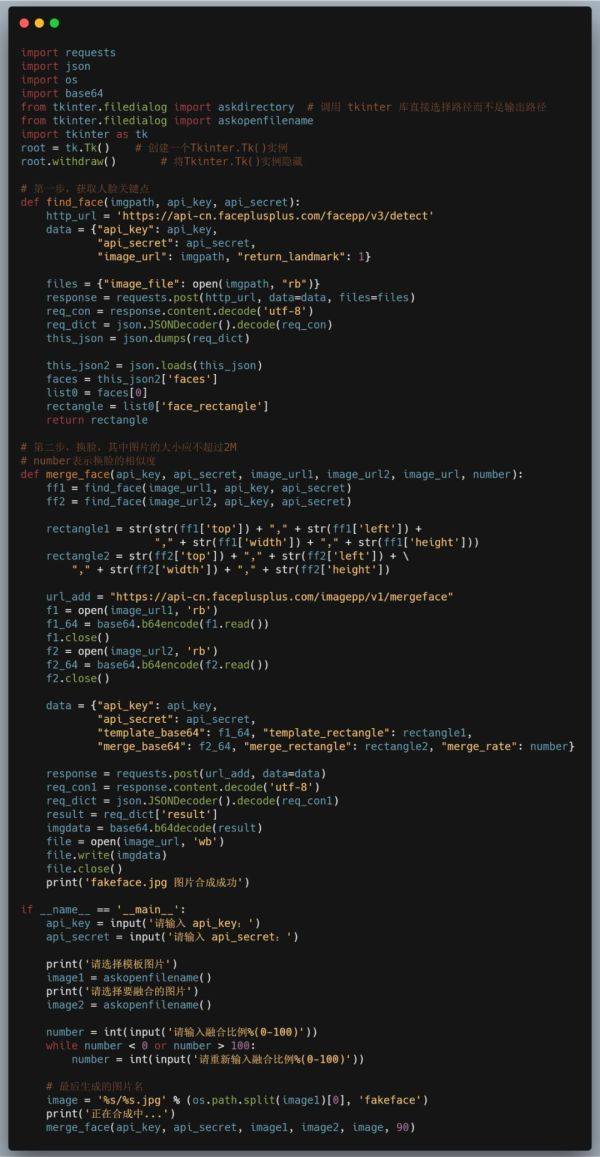 import requests
import json
import os
import base64
from tkinter.filedialog import askdirectory  # 调用 tkinter 库直接选择路径而不是输出路径
from tkinter.filedialog import askopenfilename
import tkinter as tk
root = tk.Tk()    # 创建一个Tkinter.Tk()实例
root.withdraw()       # 将Tkinter.Tk()实例隐藏

# 第一步，获取人脸关键点
def find_face(imgpath, api_key, api_secret):
    http_url = 'https://api-cn.faceplusplus.com/facepp/v3/detect'
    data = {"api_key": api_key,
            "api_secret": api_secret,
            "image_url": imgpath, "return_landmark": 1}

    files = {"image_file": open(imgpath, "rb")}
    response = requests.post(http_url, data=data, files=files)
    req_con = response.content.decode('utf-8')
    req_dict = json.JSONDecoder().decode(req_con)
    this_json = json.dumps(req_dict)

    this_json2 = json.loads(this_json)
    faces = this_json2['faces']
    list0 = faces[0]
    rectangle = list0['face_rectangle']
    return rectangle

# 第二步，换脸，其中图片的大小应不超过2M
# number表示换脸的相似度
def merge_face(api_key, api_secret, image_url1, image_url2, image_url, number):
    ff1 = find_face(image_url1, api_key, api_secret)
    ff2 = find_face(image_url2, api_key, api_secret)

    rectangle1 = str(str(ff1['top']) + "," + str(ff1['left']) +
                     "," + str(ff1['width']) + "," + str(ff1['height']))
    rectangle2 = str(ff2['top']) + "," + str(ff2['left']) + \
        "," + str(ff2['width']) + "," + str(ff2['height'])

    url_add = "https://api-cn.faceplusplus.com/imagepp/v1/mergeface"
    f1 = open(image_url1, 'rb')
    f1_64 = base64.b64encode(f1.read())
    f1.close()
    f2 = open(image_url2, 'rb')
    f2_64 = base64.b64encode(f2.read())
    f2.close()

    data = {"api_key": api_key,
            "api_secret": api_secret,
            "template_base64": f1_64, "template_rectangle": rectangle1,
            "merge_base64": f2_64, "merge_rectangle": rectangle2, "merge_rate": number}

    response = requests.post(url_add, data=data)
    req_con1 = response.content.decode('utf-8')
    req_dict = json.JSONDecoder().decode(req_con1)
    result = req_dict['result']
    imgdata = base64.b64decode(result)
    file = open(image_url, 'wb')
    file.write(imgdata)
    file.close()
    print('fakeface.jpg 图片合成成功')

if __name__ == '__main__':
    api_key = input('请输入 api_key：')
    api_secret = input('请输入 api_secret：')

    print('请选择模板图片')
    image1 = askopenfilename()
    print('请选择要融合的图片')
    image2 = askopenfilename()

    number = int(input('请输入融合比例%(0-100)'))
    while number < 0 or number > 100:
        number = int(input('请重新输入融合比例%(0-100)'))

    # 最后生成的图片名
    image = '%s/%s.jpg' % (os.path.split(image1)[0], 'fakeface')
    print('正在合成中...')
    merge_face(api_key, api_secret, image1, image2, image, 90)